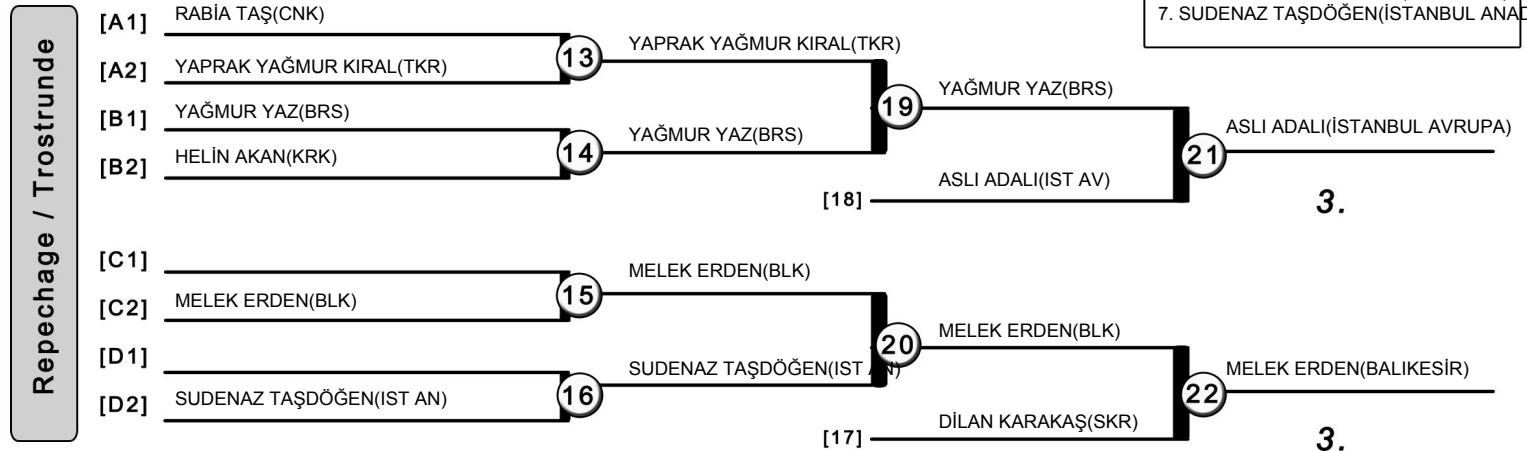 7. SUDENAZ TAŞDÖĞEN(İSTANBUL ANAD
Repechage / Trostrunde
[A1] RABİA TAŞ(CNK)
[A2] YAPRAK YAĞMUR KIRAL(TKR)
13
YAPRAK YAĞMUR KIRAL(TKR)
[B1] YAĞMUR YAZ(BRS)
[B2] HELİN AKAN(KRK)
14
YAĞMUR YAZ(BRS)
19
YAĞMUR YAZ(BRS)
[18] ASLI ADALI(IST AV)
21
ASLI ADALI(İSTANBUL AVRUPA)
3.
[C1]
[C2] MELEK ERDEN(BLK)
15
MELEK ERDEN(BLK)
[D1]
[D2] SUDENAZ TAŞDÖĞEN(IST AN)
16
SUDENAZ TAŞDÖĞEN(IST AN)
20
MELEK ERDEN(BLK)
[17] DİLAN KARAKAŞ(SKR)
22
MELEK ERDEN(BALIKESİR)
3.